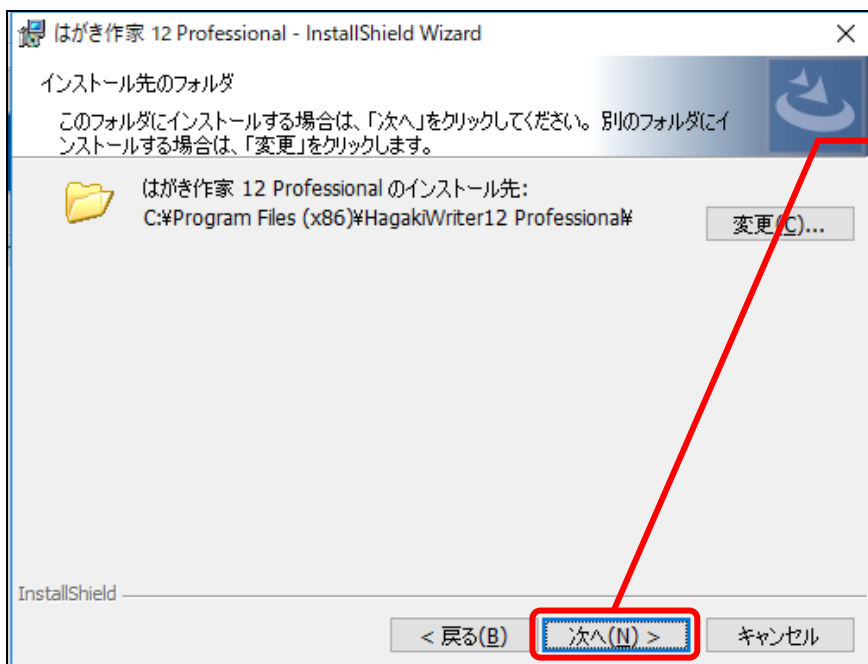 はがき作家 12 Professional - InstallShield Wizard
インストール先のフォルダ
このフォルダにインストールする場合は、「次へ」をクリックしてください。別のフォルダにイ
ンストールする場合は、「変更」をクリックします。
はがき作家 12 Professional のインストール先:
C:¥Program Files (x86)¥HagakiWriter12 Professional¥
変更(C)...
InstallShield
< 戻る(B)
次へ(N) >
キャンセル